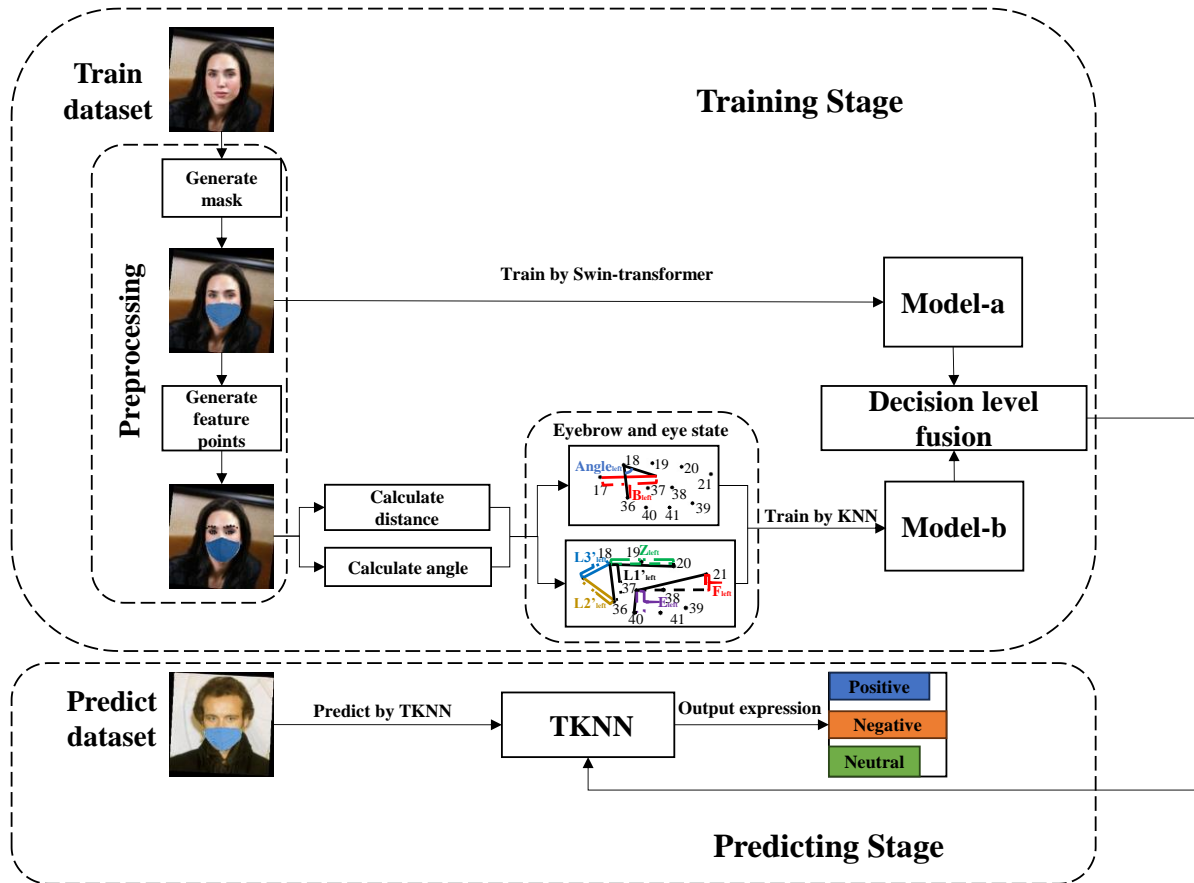 Train
dataset
Training Stage
Generate
mask
Preprocessing
Train by Swin-transformer
Model-a
Generate
feature
points
Decision level
fusion
Eyebrow and eye state
Angleleft
18
19
20
21
17
37
38
Bleft
36
39
40
41
Calculate
distance
Calculate angle
Train by KNN
Model-b
L3'left
18
19
Zleft
20
L1'left
21
37
38
Fleft
L2'left
36
Eleft
39
40
41
Predict
dataset
Predict by TKNN
TKNN
Output expression
Positive
Negative
Neutral
Predicting Stage